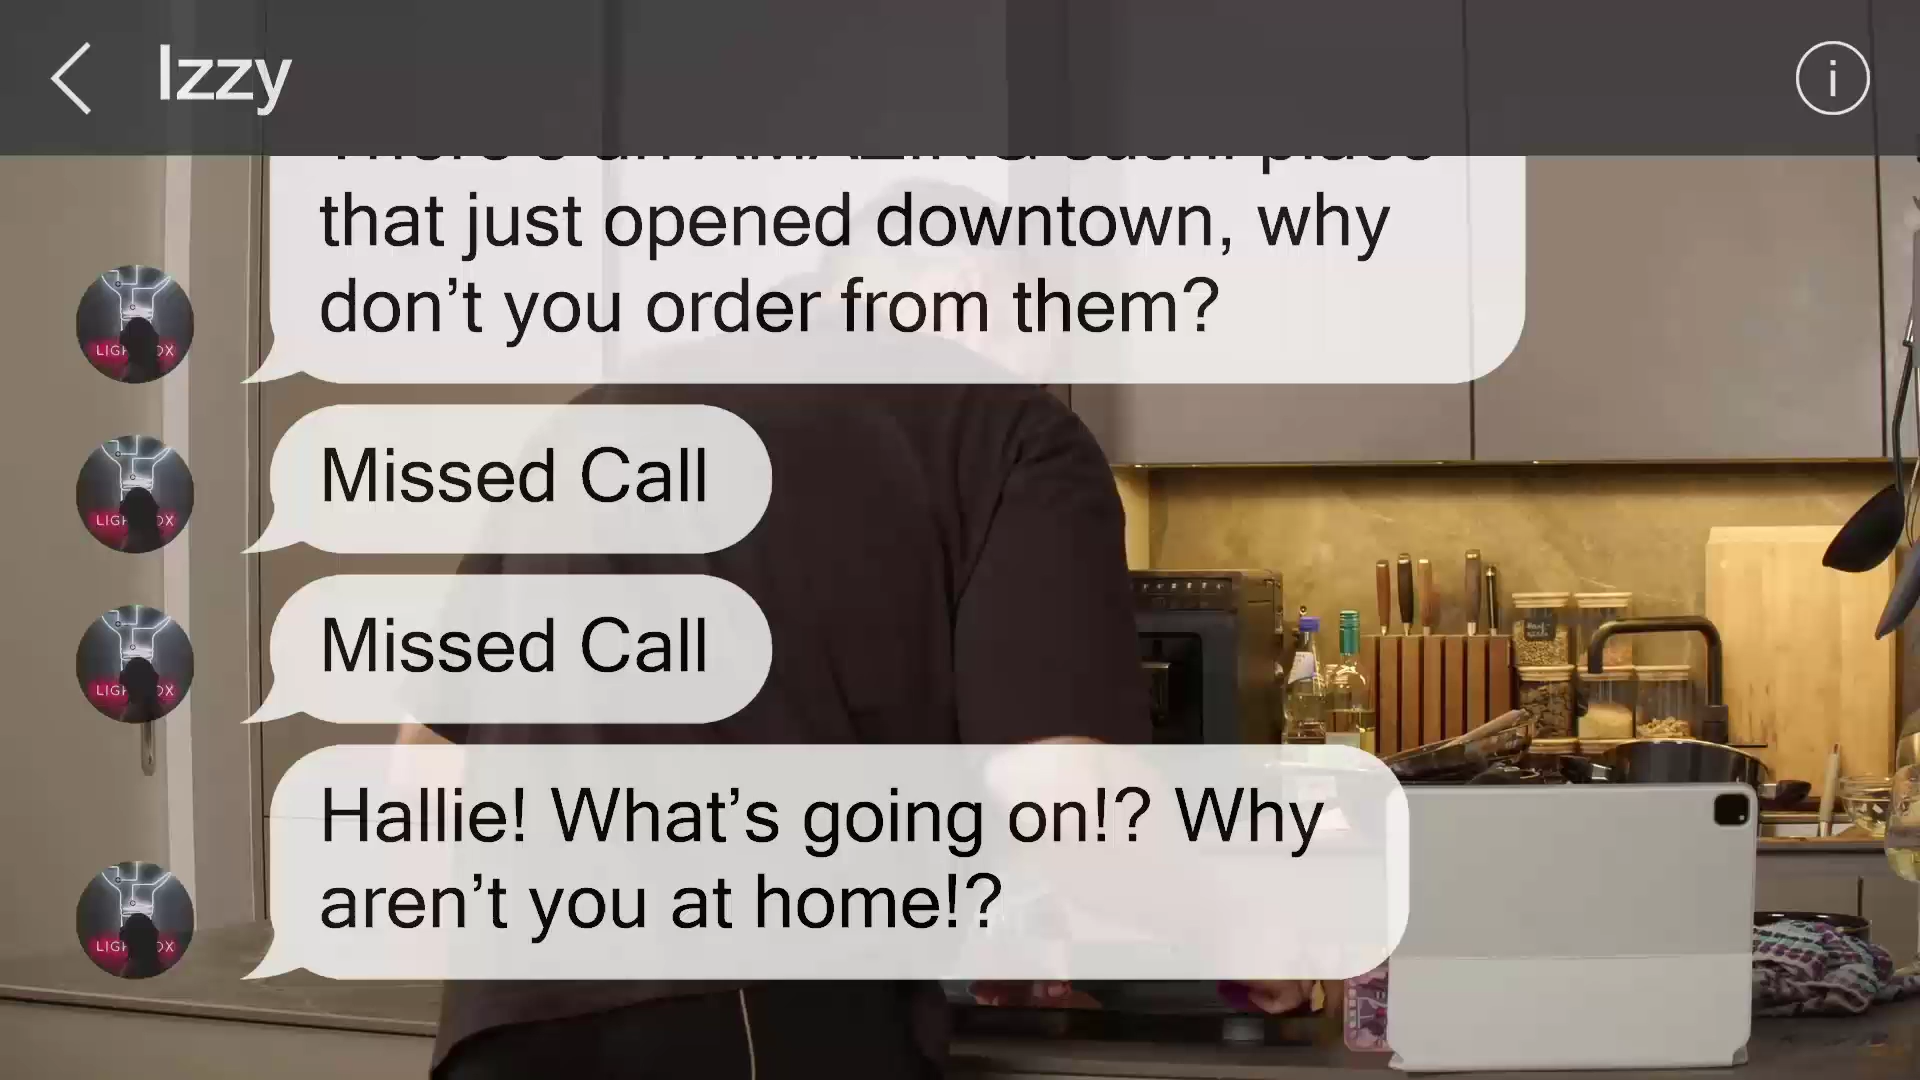 Izzy
that just opened downtown, why
don't you order from them?
Missed Call
Missed Call
Hallie! What's going on!? Why
aren't you at home!?